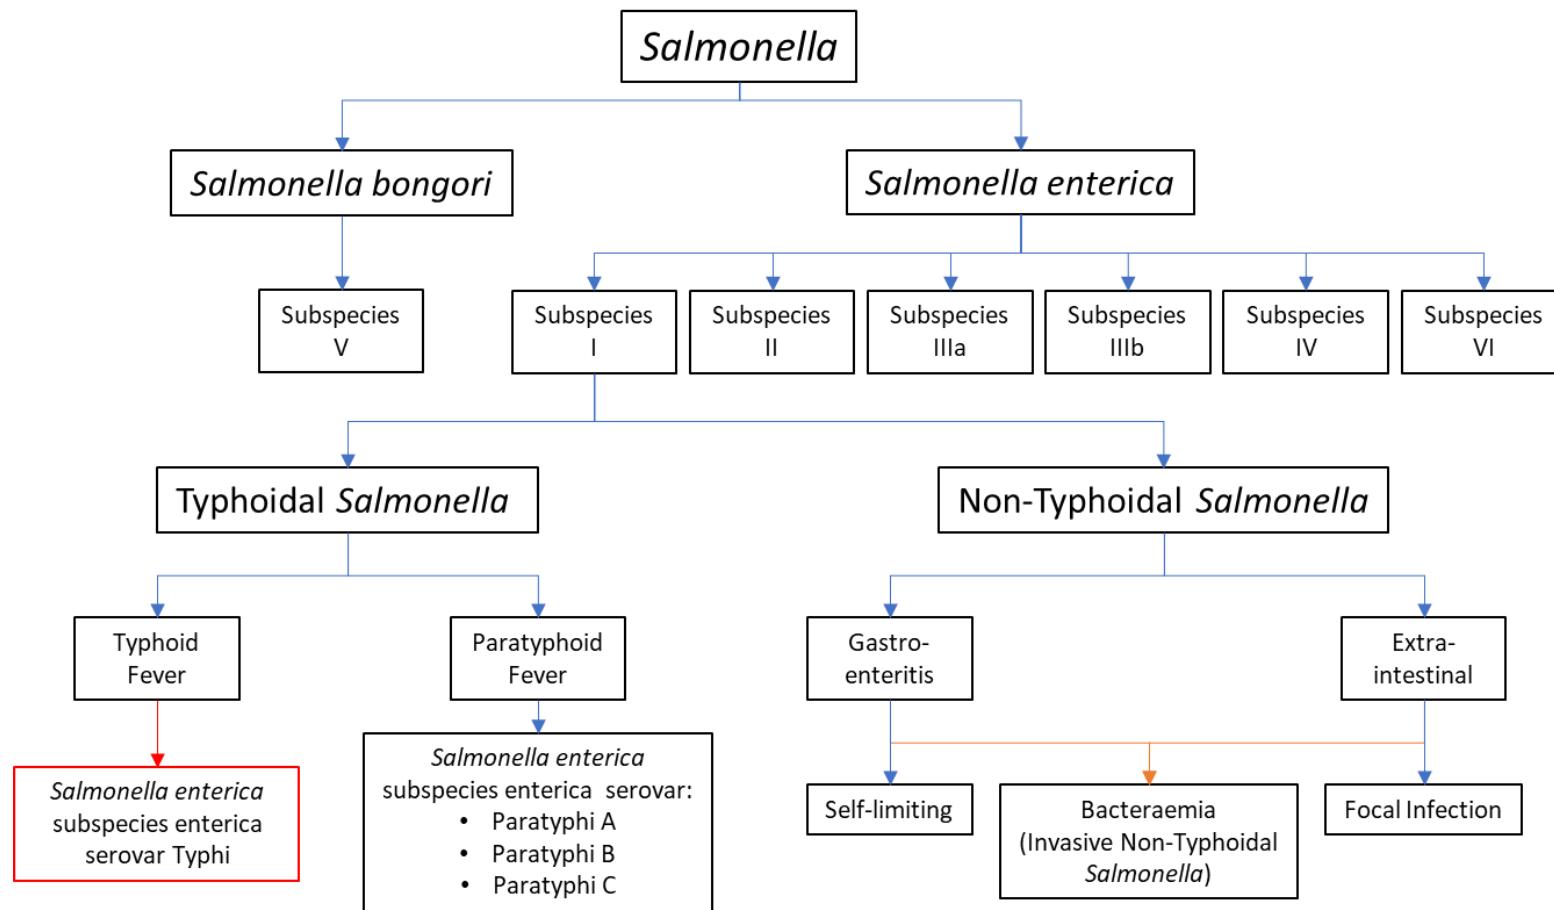 Salmonella
Salmonella bongori
Salmonella enterica
Subspecies
V
Subspecies
I
Subspecies
II
Subspecies
IIIa
Subspecies
IIIb
Subspecies
IV
Subspecies
VI
Typhoidal Salmonella
Non-Typhoidal Salmonella
Typhoid
Fever
Paratyphoid
Fever
Gastro-
enteritis
Extra-
intestinal
Salmonella enterica
subspecies enterica
serovar Typhi
Salmonella enterica
subspecies enterica serovar:
• Paratyphi A
• Paratyphi B
• Paratyphi C
Self-limiting
Bacteraemia
(Invasive Non-Typhoidal
Salmonella)
Focal Infection